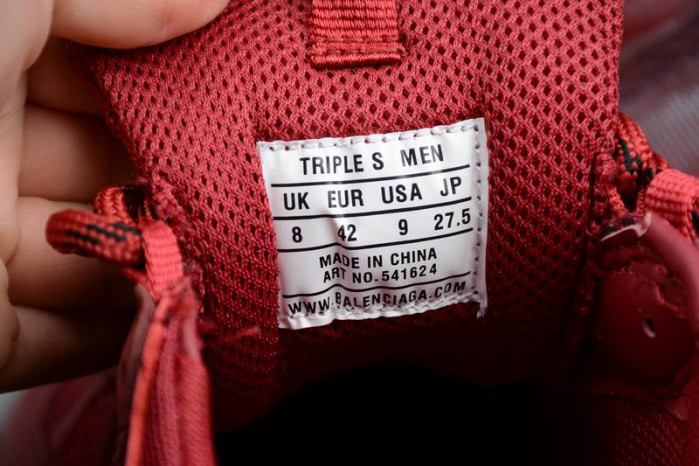 TRIPLE S MEN
UK EUR USA JP
8 42 9 27.5
MADE IN CHINA
ART NO.541624
WWW.BALENCIAGA.COM